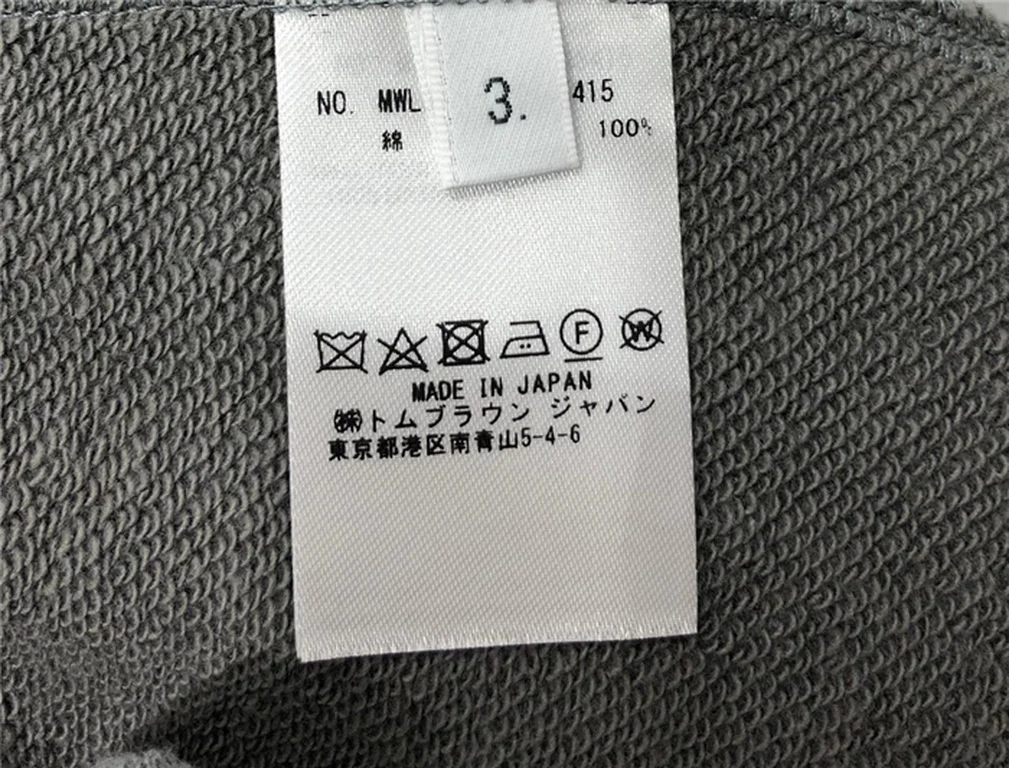 3.
NO. MWL 415
綿 100%
F W
MADE IN JAPAN
㈱トムブラウン ジャパン
東京都港区南青山5-4-6